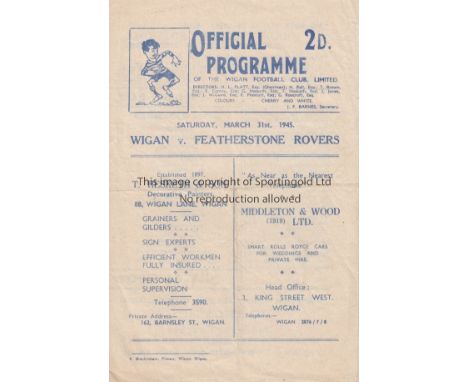 OFFICIAL 2D.
PROGRAMME
OF THE WIGAN FOOTBALL CLUB, LIMITED.
COLOURS CHERRY AND WHITE
SATURDAY, MARCH 31st, 1945.
WIGAN v. FEATHERSTONE ROVERS
Established 1897.
Decorative Painters,
88, WIGAN LANE, WIGAN
GRAINERS AND
GILDERS . . . .
SIGN EXPERTS
EFFICIENT WORKMEN
FULLY INSURED . . .
PERSONAL
SUPERVISION
Telephone 3590.
Private Address—
162, BARNSLEY ST., WIGAN.
"As Near as the Nearest
Telephone"
MIDDLETON & WOOD
(1919) LTD.
SMART ROLLS ROYCE CARS
FOR WEDDINGS AND
PRIVATE HIRE.
Head Office:
1, KING STREET WEST,
WIGAN.
Telephones—
WIGAN 3876/7/8
This image copyright of Sportingold Ltd
No reproduction allowed